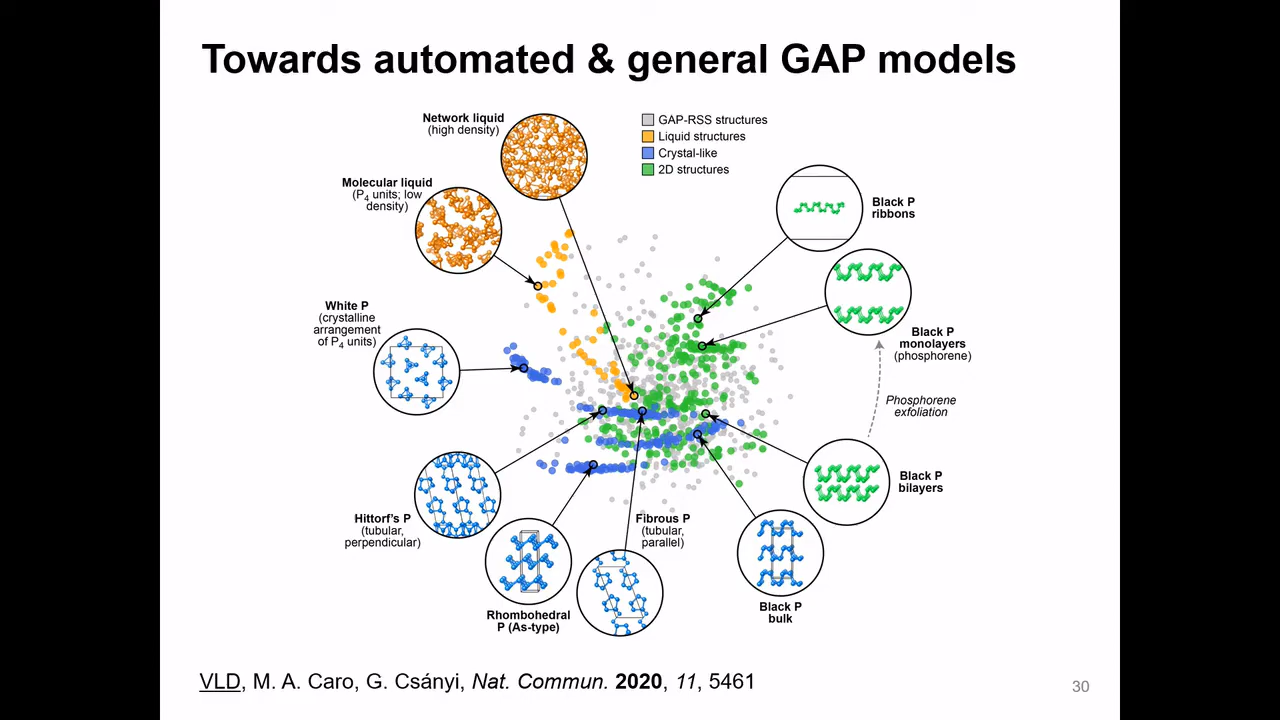 Towards automated & general GAP models
Network liquid
(high density)
GAP-RSS structures
Liquid structures
Crystal-like
2D structures
Molecular liquid
(P4 units; low
density)
Black P
ribbons
White P
(crystalline
arrangement
of P4 units)
Black P
monolayers
(phosphorene)
Phosphorene
exfoliation
Black P
bilayers
Hittorf's P
(tubular,
perpendicular)
Fibrous P
(tubular,
parallel)
Rhombohedral
P (As-type)
Black P
bulk
VLD, M. A. Caro, G. Csányi, Nat. Commun. 2020, 11, 5461
30